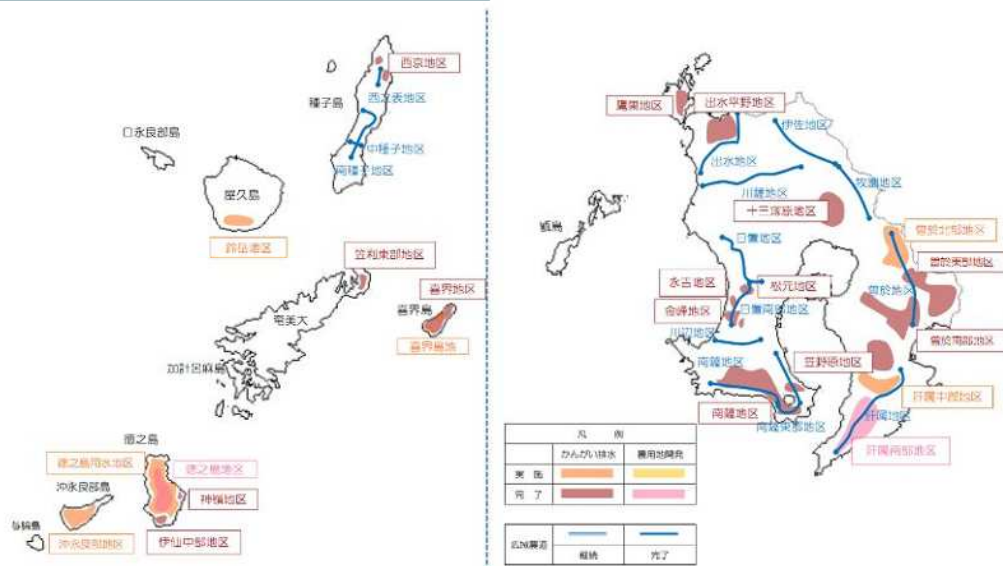 西京地区
種子島
西之表地区
口永良部島
中種子地区
南種子地区
屋久島
笠利東部地区
喜界地区
奄美大
喜界島
喜界島地
加計呂麻島
徳之島
徳之島用水地区
徳之島地区
沖永良部島
神嶺地区
与論島
沖永良部地区
伊仙中部地区
鷹巣地区
出水平野地区
伊佐地区
出水地区
牧園地区
川薩地区
十三塚原地区
甑島
日置地区
曽於北部地区
曽於東部地区
永吉地区
松元地区
曽於地区
金峰地区
日置南部地区
川辺地区
曽於南部地区
笠野原地区
南薩地区
肝属中部地区
南薩地区
肝属地区
南薩東部地区
肝属南部地区
凡 例
かんがい排水
農用地開発
実 施
完 了
広域農道
継続
完了